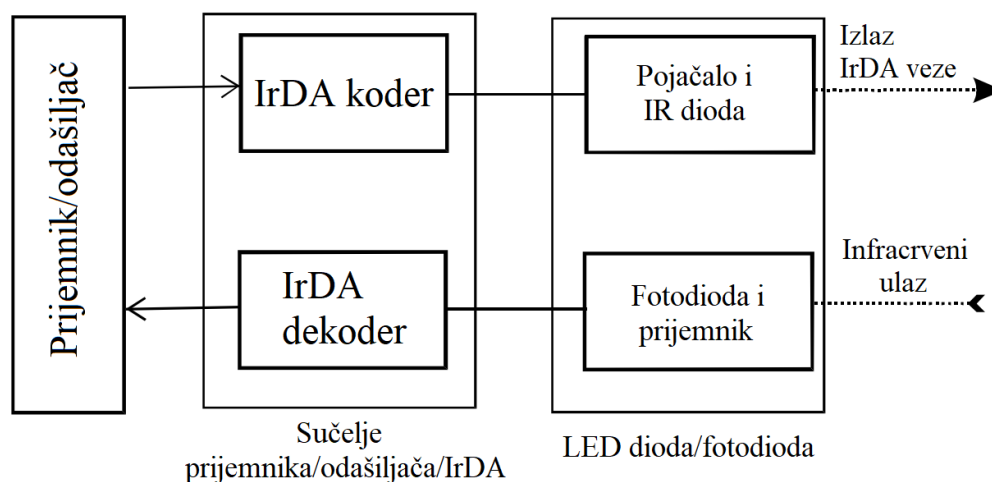 Prijemnik/odašiljač
IrDA koder
Pojačalo i
IR dioda
Izlaz
IrDA veze
IrDA
dekoder
Fotodioda i
prijemnik
Infracrveni
ulaz
Sučelje
prijemnika/odašiljača/IrDA
LED dioda/fotodioda